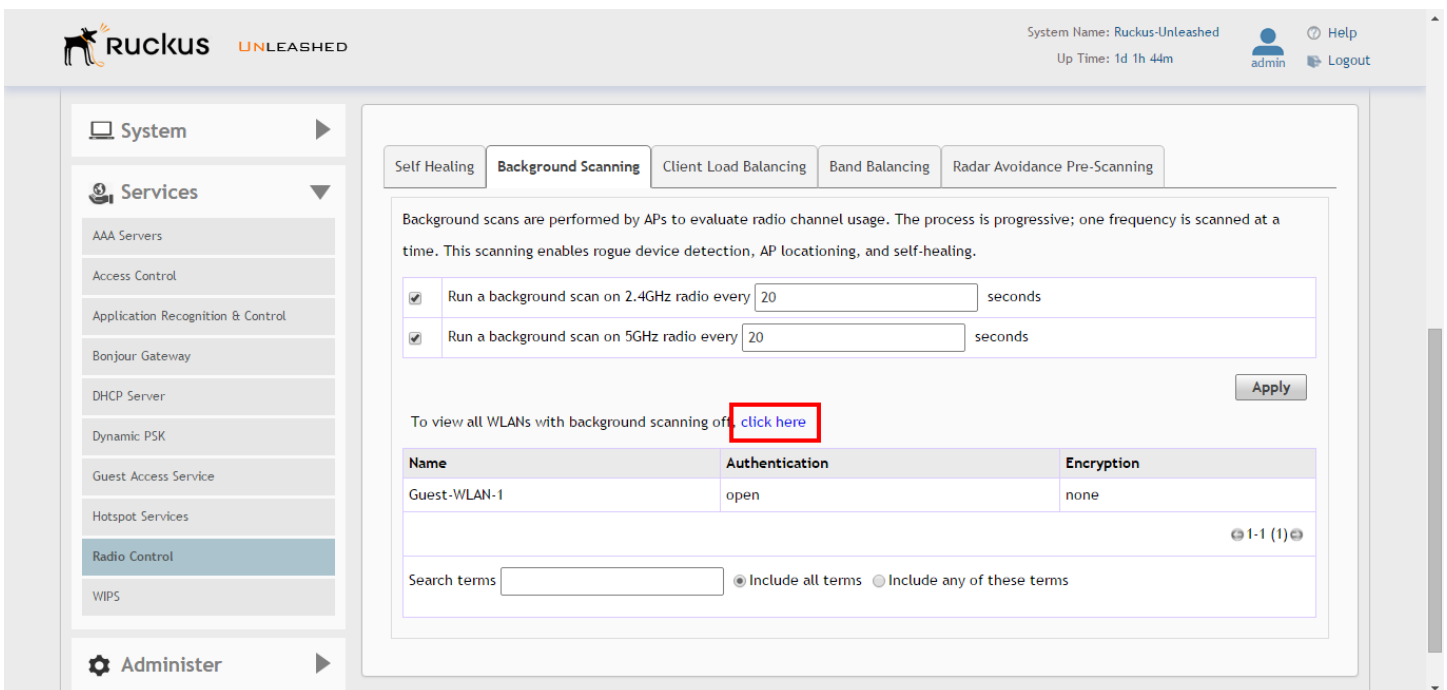 Ruckus UNLEASHED
System Name: Ruckus-Unleashed
Up Time: 1d 1h 44m
admin
Help
Logout
System
Services
AAA Servers
Access Control
Application Recognition & Control
Bonjour Gateway
DHCP Server
Dynamic PSK
Guest Access Service
Hotspot Services
Radio Control
WIPS
Administer
Self Healing Background Scanning Client Load Balancing Band Balancing Radar Avoidance Pre-Scanning
Background scans are performed by APs to evaluate radio channel usage. The process is progressive; one frequency is scanned at a
time. This scanning enables rogue device detection, AP locationing, and self-healing.
Run a background scan on 2.4GHz radio every 20 seconds
Run a background scan on 5GHz radio every 20 seconds
Apply
To view all WLANs with background scanning off, click here
Name Authentication Encryption
Guest-WLAN-1 open none
1-1 (1)
Search terms Include all terms Include any of these terms